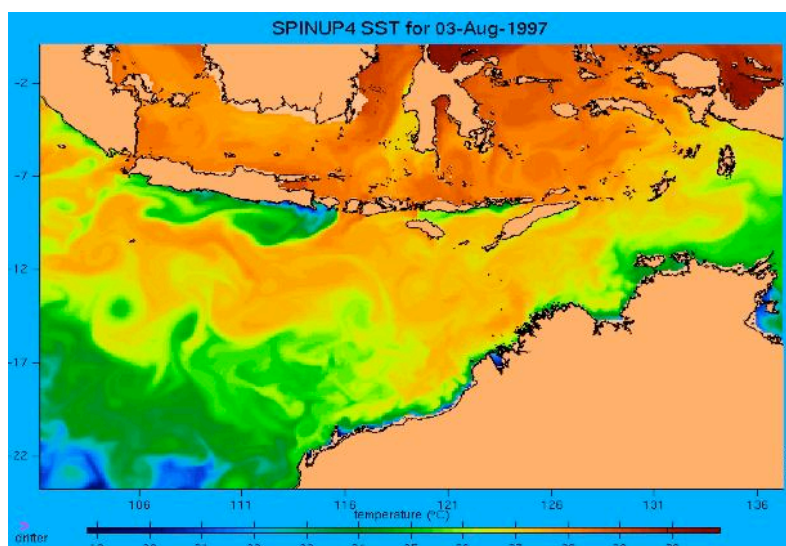 SPINUP4 SST for 03-Aug-1997
-2
-7
-12
-17
-22
106 111 116 121 126 131 136
temperature (°C)
drifter